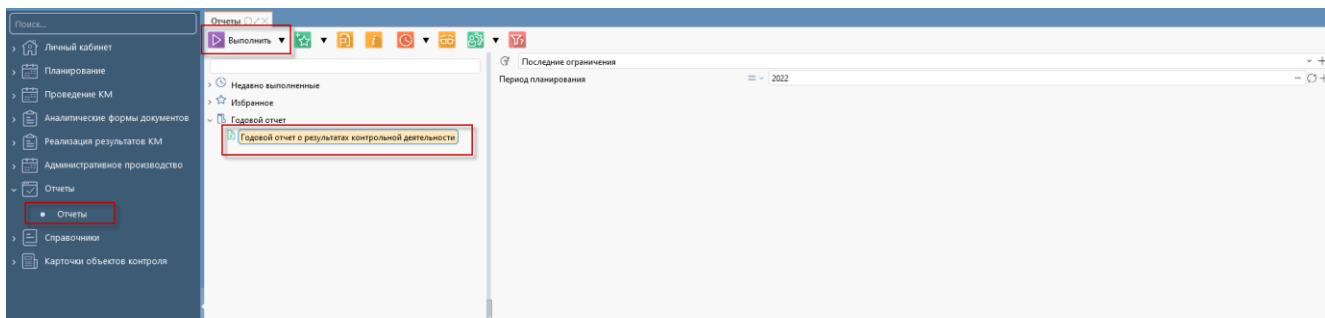 Поиск...
Личный кабинет
Планирование
Проведение КМ
Аналитические формы документов
Реализация результатов КМ
Административное производство
Отчеты
Отчеты
Справочники
Карточки объектов контроля
Отчеты
Выполнить
Недавно выполненные
Избранное
Годовой отчет
Годовой отчет о результатах контрольной деятельности
Последние ограничения
Период планирования = 2022